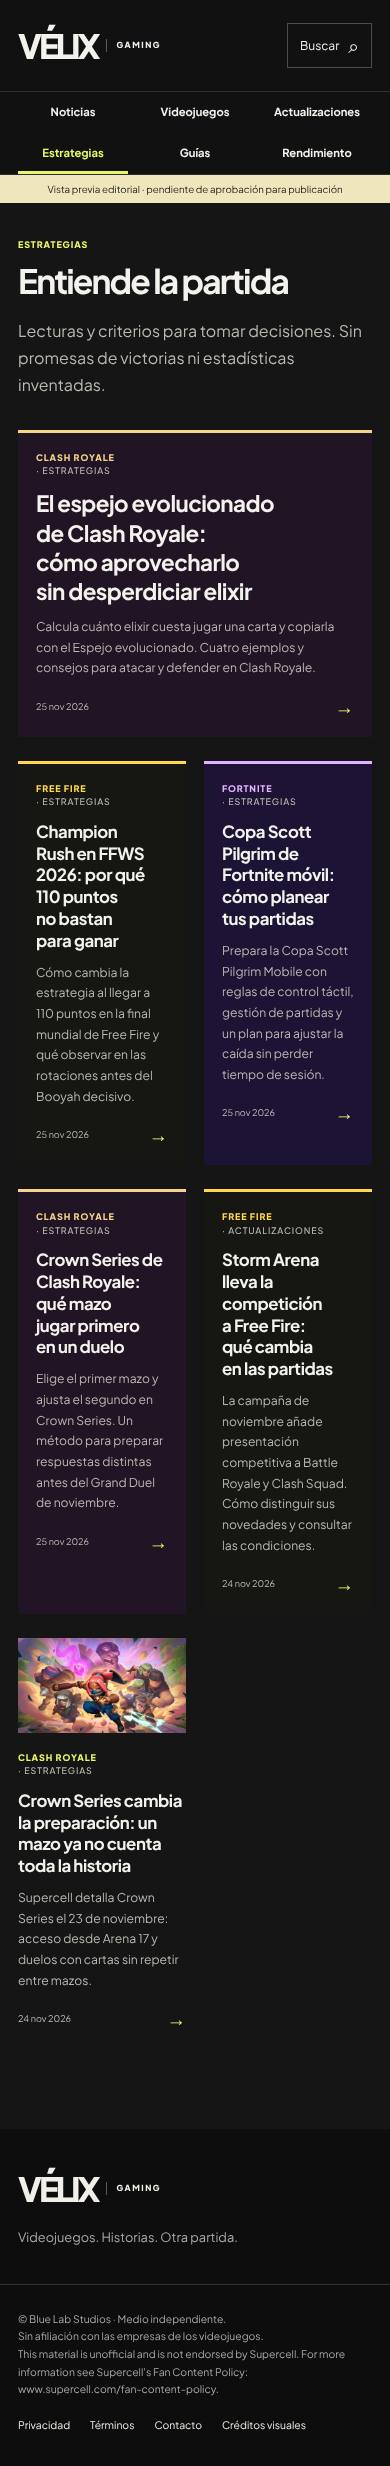 VÉLIX | GAMING
Buscar
Noticias
Videojuegos
Actualizaciones
Estrategias
Guías
Rendimiento
Vista previa editorial · pendiente de aprobación para publicación
ESTRATEGIAS
Entiende la partida
Lecturas y criterios para tomar decisiones. Sin
promesas de victorias ni estadísticas
inventadas.
CLASH ROYALE
· ESTRATEGIAS
El espejo evolucionado
de Clash Royale:
cómo aprovecharlo
sin desperdiciar elixir
Calcula cuánto elixir cuesta jugar una carta y copiarla
con el Espejo evolucionado. Cuatro ejemplos y
consejos para atacar y defender en Clash Royale.
25 nov 2026 →
FREE FIRE
· ESTRATEGIAS
Champion
Rush en FFWS
2026: por qué
110 puntos
no bastan
para ganar
Cómo cambia la
estrategia al llegar a
110 puntos en la final
mundial de Free Fire y
qué observar en las
rotaciones antes del
Booyah decisivo.
25 nov 2026 →
FORTNITE
· ESTRATEGIAS
Copa Scott
Pilgrim de
Fortnite móvil:
cómo planear
tus partidas
Prepara la Copa Scott
Pilgrim Mobile con
reglas de control táctil,
gestión de partidas y
un plan para ajustar la
caída sin perder
tiempo de sesión.
25 nov 2026 →
CLASH ROYALE
· ESTRATEGIAS
Crown Series de
Clash Royale:
qué mazo
jugar primero
en un duelo
Elige el primer mazo y
ajusta el segundo en
Crown Series. Un
método para preparar
respuestas distintas
antes del Grand Duel
de noviembre.
25 nov 2026 →
FREE FIRE
· ACTUALIZACIONES
Storm Arena
lleva la
competición
a Free Fire:
qué cambia
en las partidas
La campaña de
noviembre añade
presentación
competitiva a Battle
Royale y Clash Squad.
Cómo distinguir sus
novedades y consultar
las condiciones.
24 nov 2026 →
CLASH ROYALE
· ESTRATEGIAS
Crown Series cambia
la preparación: un
mazo ya no cuenta
toda la historia
Supercell detalla Crown
Series el 23 de noviembre:
acceso desde Arena 17 y
duelos con cartas sin repetir
entre mazos.
24 nov 2026 →
VÉLIX | GAMING
Videojuegos. Historias. Otra partida.
© Blue Lab Studios · Medio independiente.
Sin afiliación con las empresas de los videojuegos.
This material is unofficial and is not endorsed by Supercell. For more
information see Supercell's Fan Content Policy:
www.supercell.com/fan-content-policy.
Privacidad
Términos
Contacto
Créditos visuales